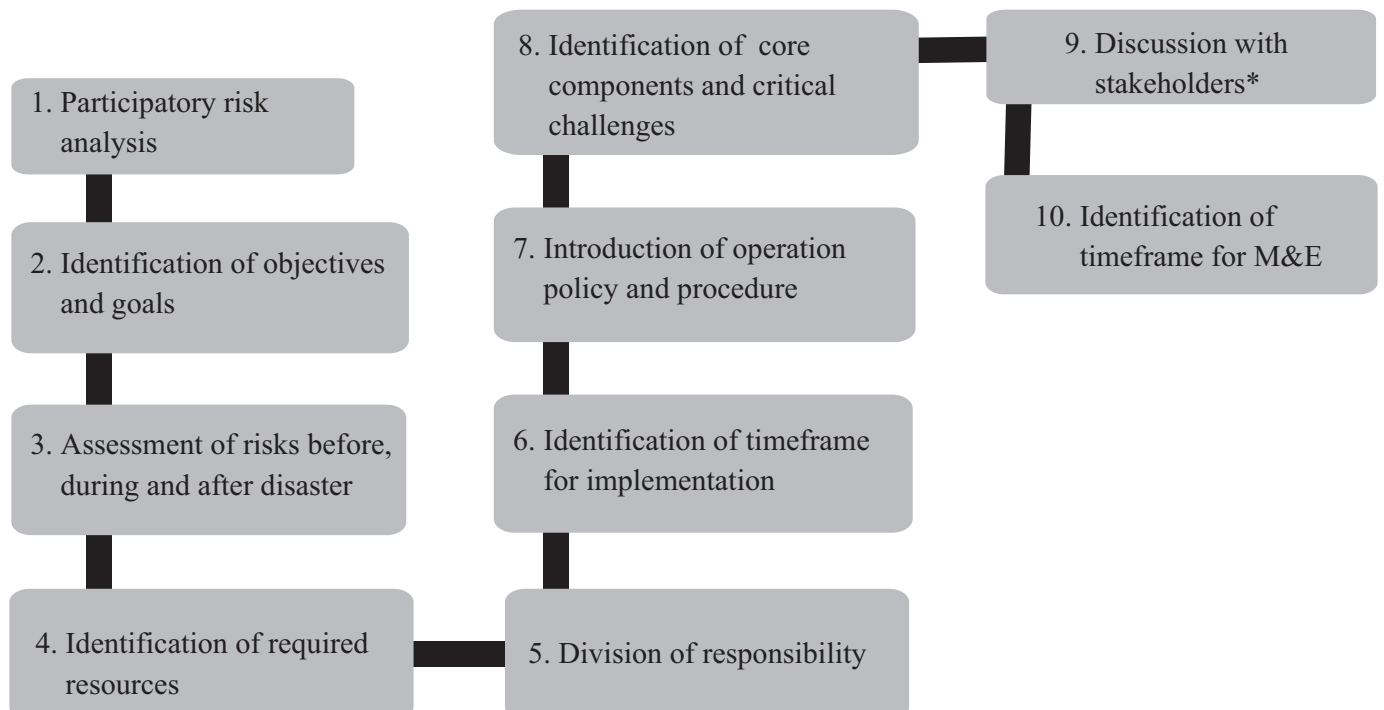 1. Participatory risk
analysis
2. Identification of objectives
and goals
3. Assessment of risks before,
during and after disaster
4. Identification of required
resources
5. Division of responsibility
6. Identification of timeframe
for implementation
7. Introduction of operation
policy and procedure
8. Identification of core
components and critical
challenges
9. Discussion with
stakeholders*
10. Identification of
timeframe for M&E